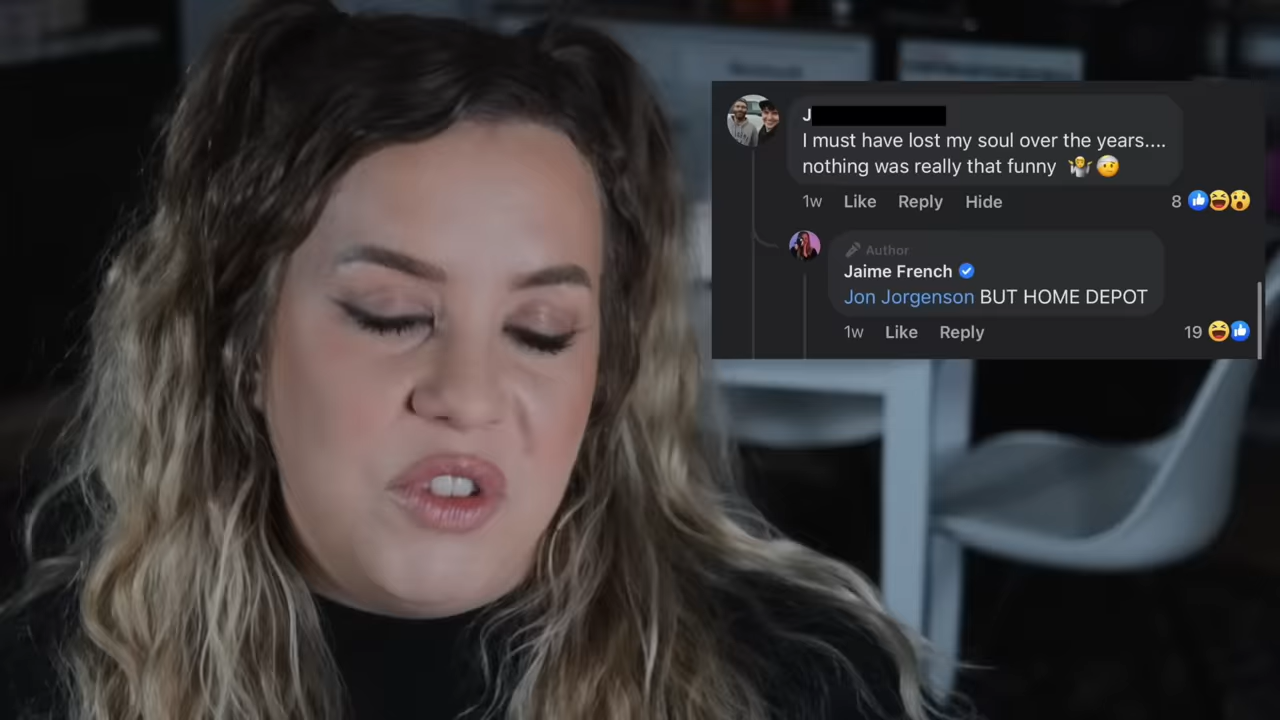 J
I must have lost my soul over the years....
nothing was really that funny 🤷🤕
1w Like Reply Hide 8
Author
Jaime French
Jon Jorgenson BUT HOME DEPOT
1w Like Reply 19